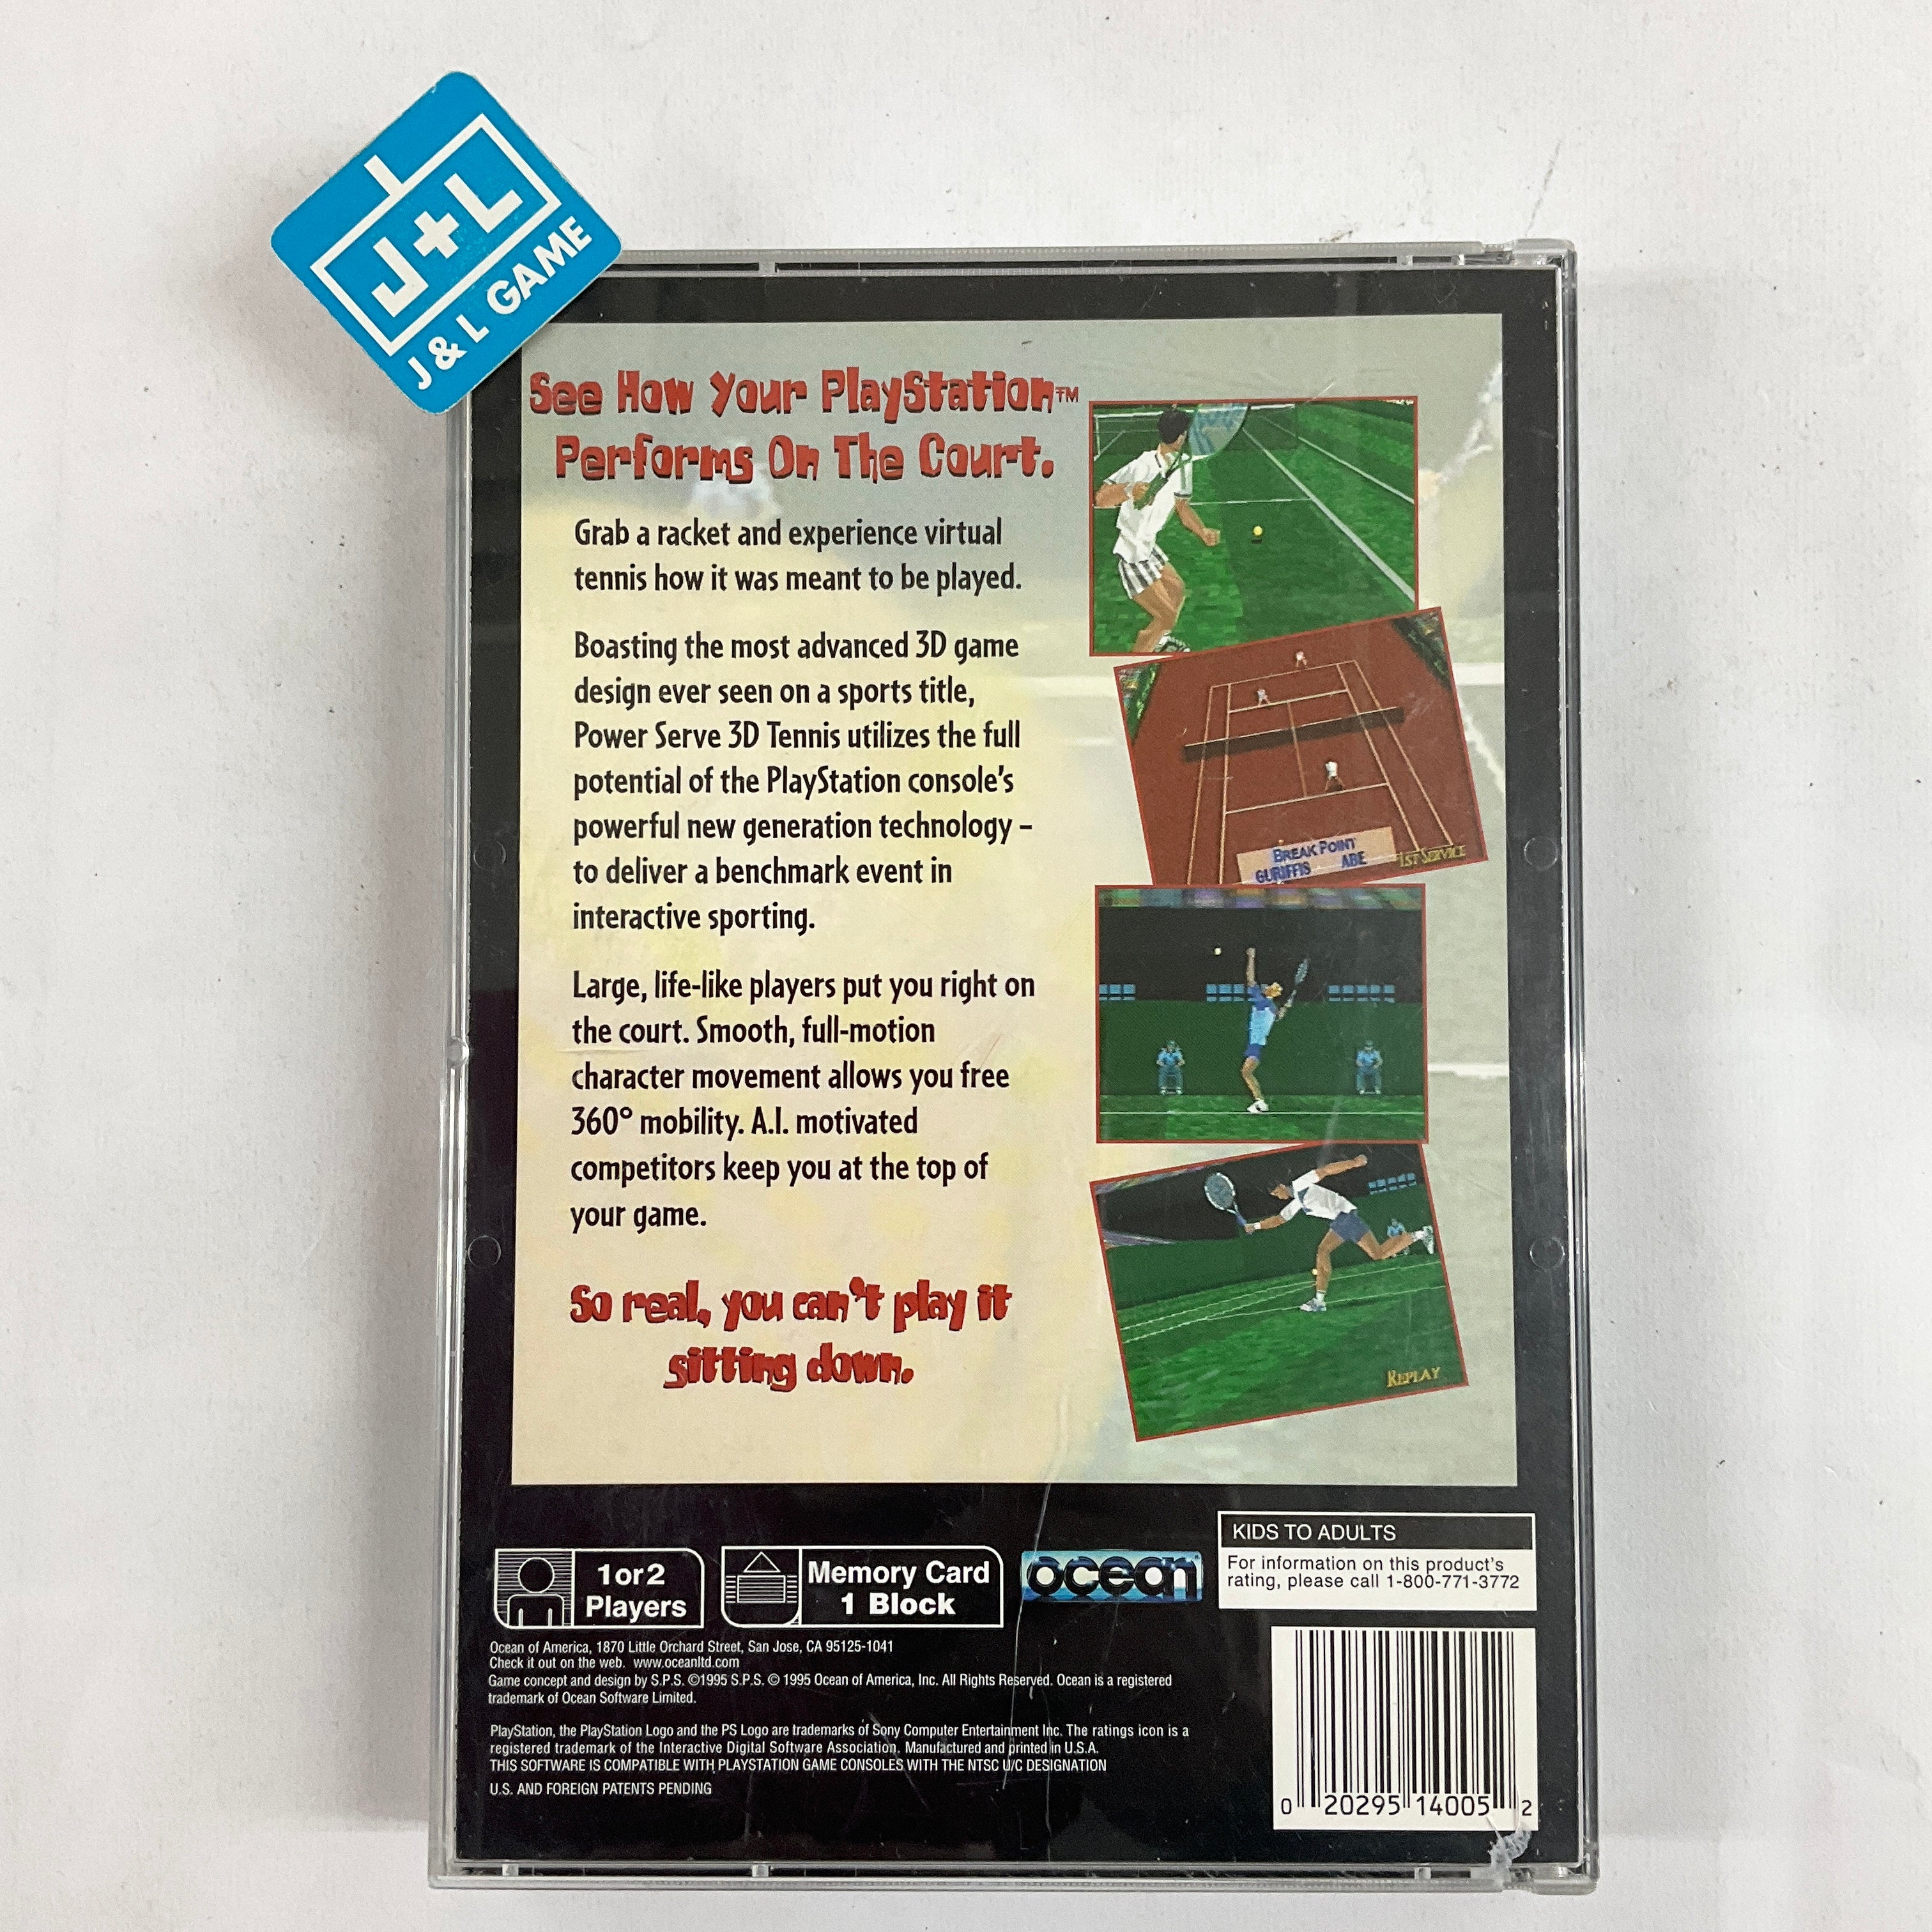 J+L
J & L GAME
See How Your PlayStation™
Performs On The Court.
Grab a racket and experience virtual
tennis how it was meant to be played.
Boasting the most advanced 3D game
design ever seen on a sports title,
Power Serve 3D Tennis utilizes the full
potential of the PlayStation console's
powerful new generation technology –
to deliver a benchmark event in
interactive sporting.
Large, life-like players put you right on
the court. Smooth, full-motion
character movement allows you free
360° mobility. A.I. motivated
competitors keep you at the top of
your game.
So real, you can't play it
sitting down.
BREAK POINT
GURIFFIS ABE
1ST SERVICE
REPLAY
1 or 2
Players
Memory Card
1 Block
ocean
KIDS TO ADULTS
For information on this product's
rating, please call 1-800-771-3772
Ocean of America, 1870 Little Orchard Street, San Jose, CA 95125-1041
Check it out on the web. www.oceanltd.com
Game concept and design by S.P.S. ©1995 S.P.S. © 1995 Ocean of America, Inc. All Rights Reserved. Ocean is a registered
trademark of Ocean Software Limited.
PlayStation, the PlayStation Logo and the PS Logo are trademarks of Sony Computer Entertainment Inc. The ratings icon is a
registered trademark of the Interactive Digital Software Association. Manufactured and printed in U.S.A.
THIS SOFTWARE IS COMPATIBLE WITH PLAYSTATION GAME CONSOLES WITH THE NTSC U/C DESIGNATION
U.S. AND FOREIGN PATENTS PENDING
0 20295 14005 2